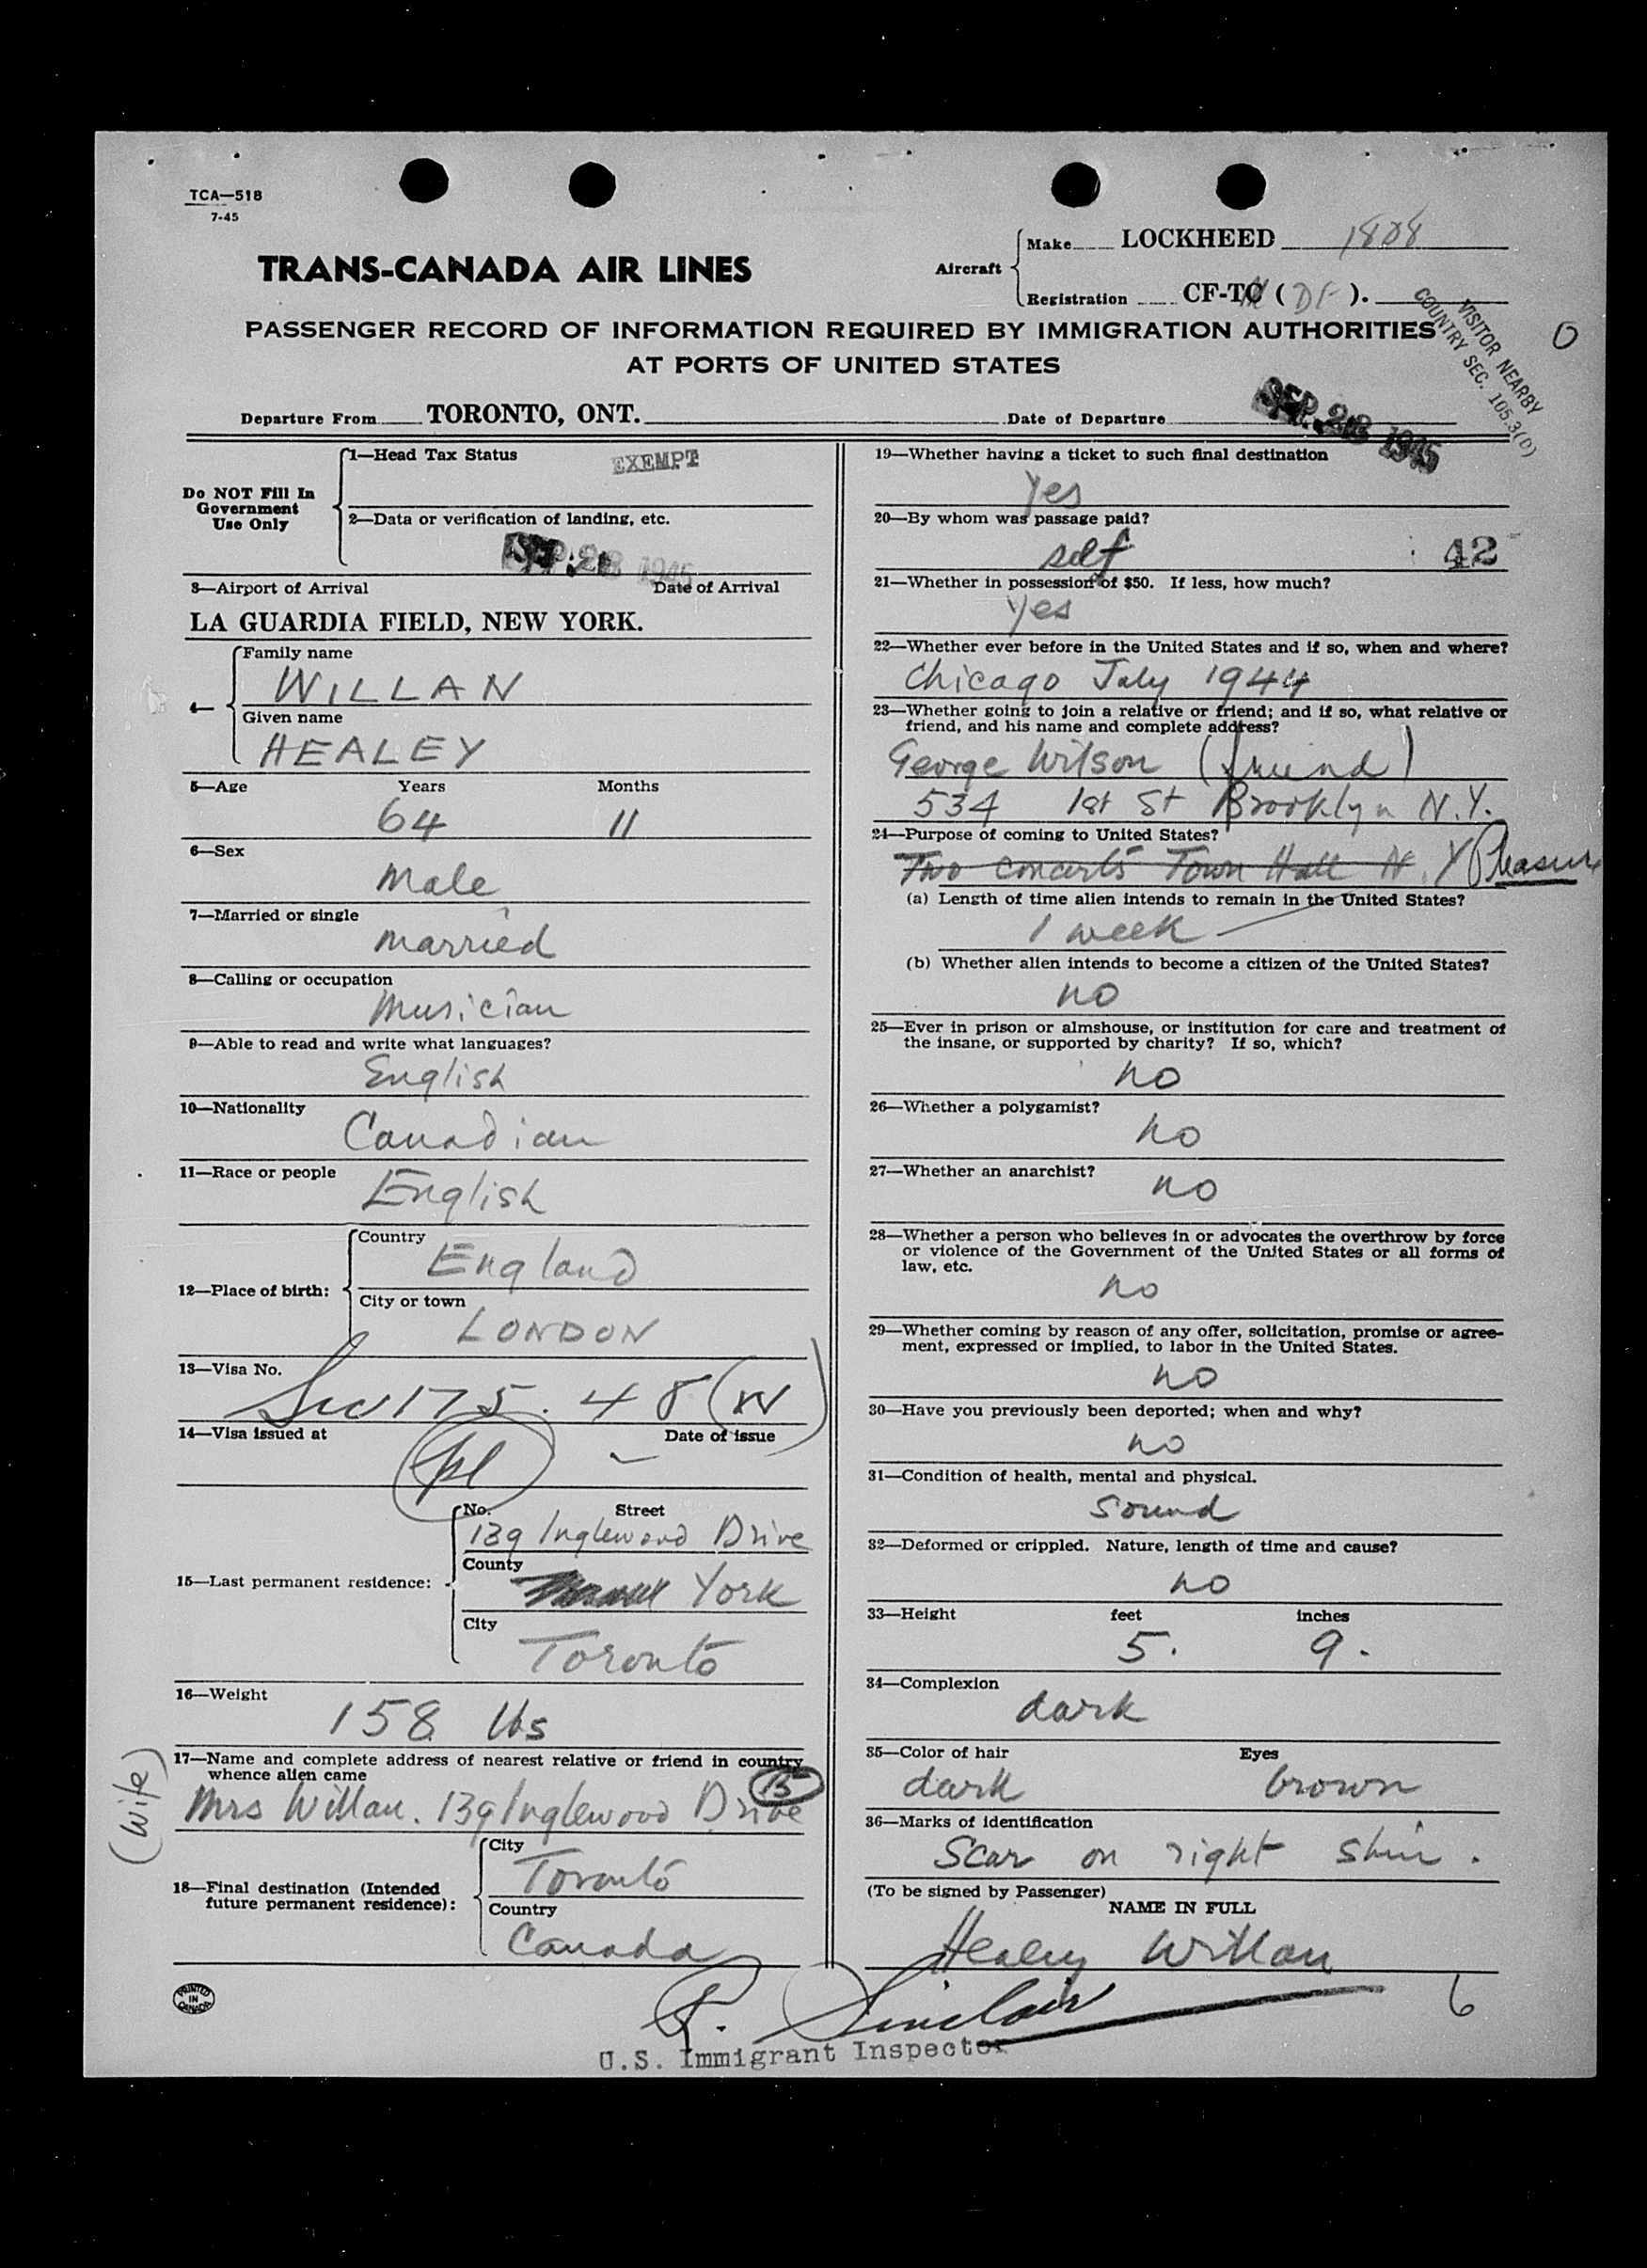 TCA—518
7-45
TRANS-CANADA AIR LINES
Aircraft
Make LOCKHEED 1808
Registration CF-TC (DF).
PASSENGER RECORD OF INFORMATION REQUIRED BY IMMIGRATION AUTHORITIES
AT PORTS OF UNITED STATES
VISITOR NEARBY
COUNTRY SEC. 105.3(D)
0
Departure From TORONTO, ONT. Date of Departure SEP. 28 1945
Do NOT Fill In
Government
Use Only
1—Head Tax Status EXEMPT
2—Data or verification of landing, etc.
SEP 28 1945
3—Airport of Arrival Date of Arrival
LA GUARDIA FIELD, NEW YORK.
4—
Family name
WILLAN
Given name
HEALEY
5—Age Years Months
64 11
6—Sex
Male
7—Married or single
married
8—Calling or occupation
Musician
9—Able to read and write what languages?
English
10—Nationality
Canadian
11—Race or people
English
12—Place of birth:
Country
England
City or town
LONDON
13—Visa No.
Sec 175.48 (W)
14—Visa issued at Date of issue
15—Last permanent residence:
No. Street
139 Inglewood Drive
County
York
City
Toronto
16—Weight
158 lbs
17—Name and complete address of nearest relative or friend in country
whence alien came
(wife)
15
Mrs Willan. 139 Inglewood Drive
18—Final destination (Intended
future permanent residence):
City
Toronto
Country
Canada
19—Whether having a ticket to such final destination
Yes
20—By whom was passage paid?
self 42
21—Whether in possession of $50. If less, how much?
Yes
22—Whether ever before in the United States and if so, when and where?
Chicago July 1944
23—Whether going to join a relative or friend; and if so, what relative or
friend, and his name and complete address?
George Wilson (friend)
534 1st St Brooklyn N.Y.
24—Purpose of coming to United States?
Two concerts Town Hall N.Y Pleasure
(a) Length of time alien intends to remain in the United States?
1 week
(b) Whether alien intends to become a citizen of the United States?
no
25—Ever in prison or almshouse, or institution for care and treatment of
the insane, or supported by charity? If so, which?
no
26—Whether a polygamist?
no
27—Whether an anarchist?
no
28—Whether a person who believes in or advocates the overthrow by force
or violence of the Government of the United States or all forms of
law, etc.
no
29—Whether coming by reason of any offer, solicitation, promise or agree-
ment, expressed or implied, to labor in the United States.
no
30—Have you previously been deported; when and why?
no
31—Condition of health, mental and physical.
sound
32—Deformed or crippled. Nature, length of time and cause?
no
33—Height feet inches
5. 9.
34—Complexion
dark
35—Color of hair Eyes
dark brown
36—Marks of identification
Scar on right shin.
(To be signed by Passenger)
NAME IN FULL
Healey Willan
6
PRINTED
IN
CANADA
P. Sinclair
U.S. Immigrant Inspector